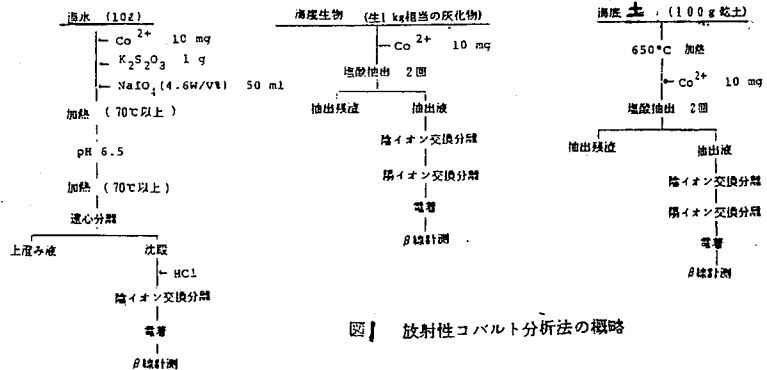 海水 (10ℓ)
Co 2+ 10 mg
K2S2O3 1 g
(4.6W/V%) 50 ml
加熱 (70℃以上)
pH 6.5
加熱 (70℃以上)
遠心分離
上澄み液 沈殿
HCl
陰イオン交換分離
電着
β線計測
海底生物 (生1 kg相当の灰化物)
Co 2+ 10 mg
塩酸抽出 2回
抽出残渣 抽出液
陰イオン交換分離
陽イオン交換分離
電着
β線計測
海底土 (100 g乾土)
650°C 加熱
Co2+ 10 mg
塩酸抽出 2回
抽出残渣 抽出液
陰イオン交換分離
陽イオン交換分離
電着
β線計測
図1 放射性コバルト分析法の概略